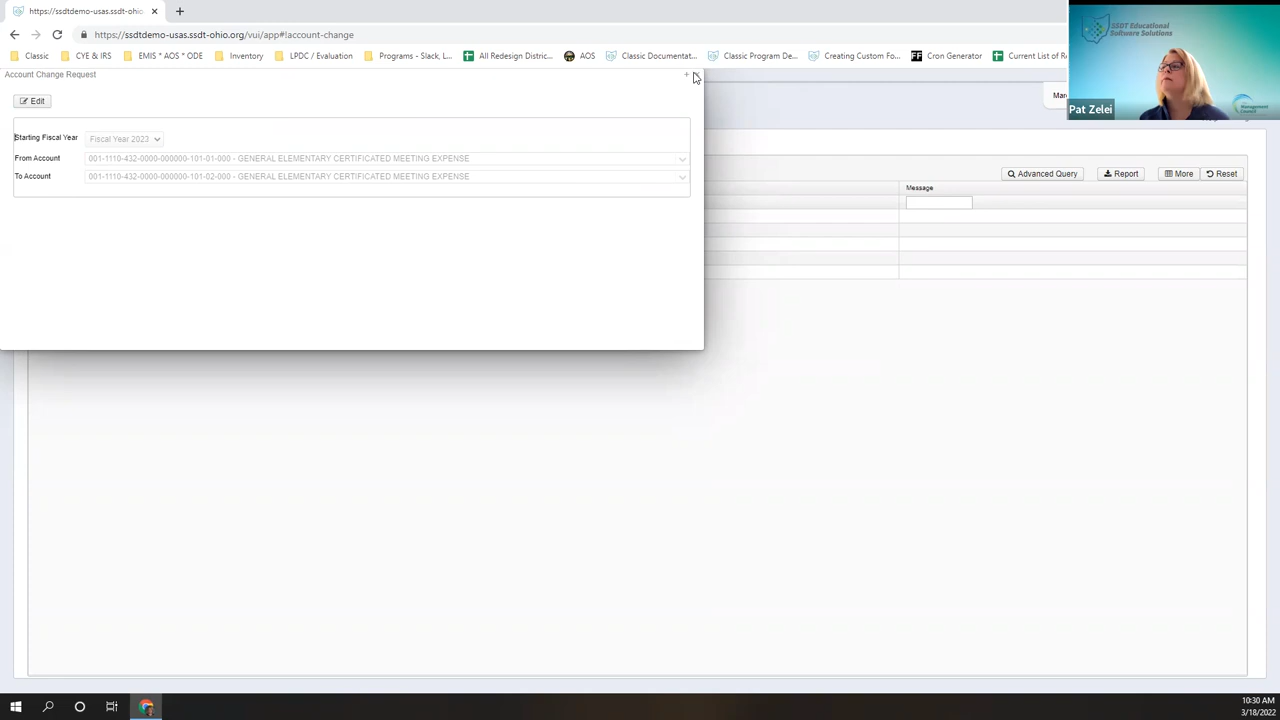 https://ssdtdemo-usas.ssdt-ohio
https://ssdtdemo-usas.ssdt-ohio.org/vui/app#!account-change
Classic
CYE & IRS
EMIS * AOS * ODE
Inventory
LPDC / Evaluation
Programs - Slack, L...
All Redesign Distric...
AOS
Classic Documentat...
Classic Program De...
Creating Custom Fo...
Cron Generator
Current List of Re
SSDT Educational
Software Solutions
Management
Council
Pat Zelei
Account Change Request
Edit
Starting Fiscal Year
Fiscal Year 2023
From Account
001-1110-432-0000-000000-101-01-000 - GENERAL ELEMENTARY CERTIFICATED MEETING EXPENSE
To Account
001-1110-432-0000-000000-101-02-000 - GENERAL ELEMENTARY CERTIFICATED MEETING EXPENSE
Advanced Query
Report
More
Reset
Message
10:30 AM
3/18/2022